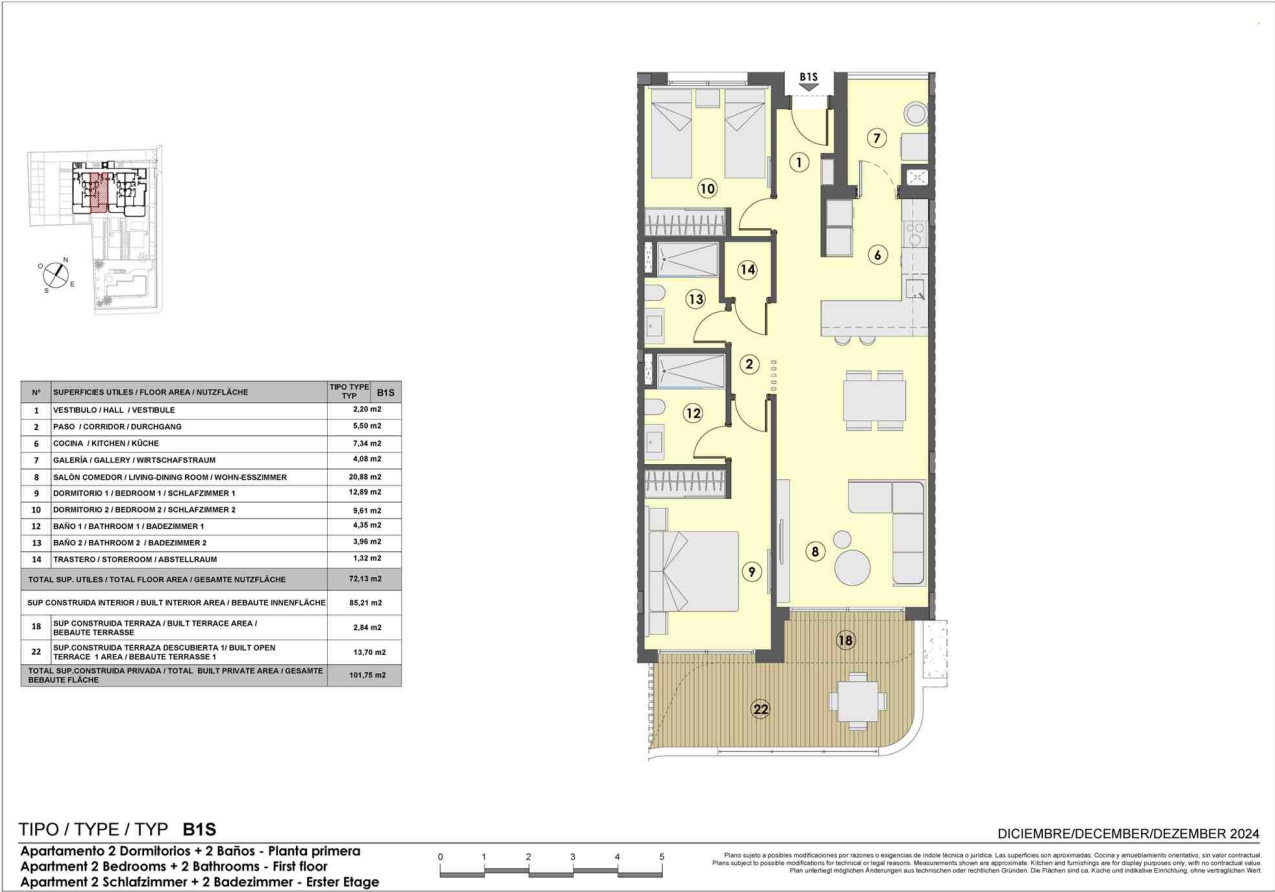 B1S
7
1
10
6
14
13
2
12
8
9
18
22
N
O
E
S
Nº SUPERFICIES UTILES / FLOOR AREA / NUTZFLÄCHE TIPO TYPE TYP B1S
1 VESTIBULO / HALL / VESTIBULE 2,20 m2
2 PASO / CORRIDOR / DURCHGANG 5,50 m2
6 COCINA / KITCHEN / KÜCHE 7,34 m2
7 GALERÍA / GALLERY / WIRTSCHAFTSRAUM 4,08 m2
8 SALÓN COMEDOR / LIVING-DINING ROOM / WOHN-ESSZIMMER 20,88 m2
9 DORMITORIO 1 / BEDROOM 1 / SCHLAFZIMMER 1 12,89 m2
10 DORMITORIO 2 / BEDROOM 2 / SCHLAFZIMMER 2 9,61 m2
12 BAÑO 1 / BATHROOM 1 / BADEZIMMER 1 4,35 m2
13 BAÑO 2 / BATHROOM 2 / BADEZIMMER 2 3,96 m2
14 TRASTERO / STOREROOM / ABSTELLRAUM 1,32 m2
TOTAL SUP. UTILES / TOTAL FLOOR AREA / GESAMTE NUTZFLÄCHE 72,13 m2
SUP CONSTRUIDA INTERIOR / BUILT INTERIOR AREA / BEBAUTE INNENFLÄCHE 85,21 m2
18 SUP CONSTRUIDA TERRAZA / BUILT TERRACE AREA / 2,84 m2
BEBAUTE TERRASSE
22 SUP.CONSTRUIDA TERRAZA DESCUBIERTA 1/ BUILT OPEN 13,70 m2
TERRACE 1 AREA / BEBAUTE TERRASSE 1
TOTAL SUP.CONSTRUIDA PRIVADA / TOTAL BUILT PRIVATE AREA / GESAMTE 101,75 m2
BEBAUTE FLÄCHE
TIPO / TYPE / TYP B1S
Apartamento 2 Dormitorios + 2 Baños - Planta primera
Apartment 2 Bedrooms + 2 Bathrooms - First floor
Apartment 2 Schlafzimmer + 2 Badezimmer - Erster Etage
0 1 2 3 4 5
DICIEMBRE/DECEMBER/DEZEMBER 2024
Plano sujeto a posibles modificaciones por razones o exigencias de indole técnica o jurídica. Las superficies son aproximadas. Cocina y amueblamiento orientativo, sin valor contractual.
Plans subject to possible modifications for technical or legal reasons. Measurements shown are approximate. Kitchen and furnishings are for display purposes only, with no contractual value.
Plan unterliegt möglichen Änderungen aus technischen oder rechtlichen Gründen. Die Flächen sind ca. Küche und indikative Einrichtung, ohne vertraglichen Wert.